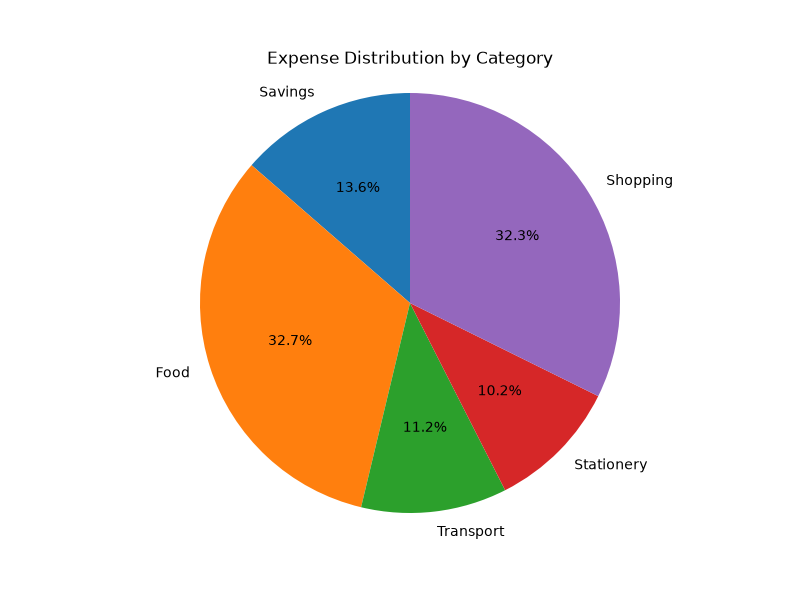 Expense Distribution by Category
Savings
13.6%
Shopping
32.3%
Food
32.7%
10.2%
Stationery
11.2%
Transport